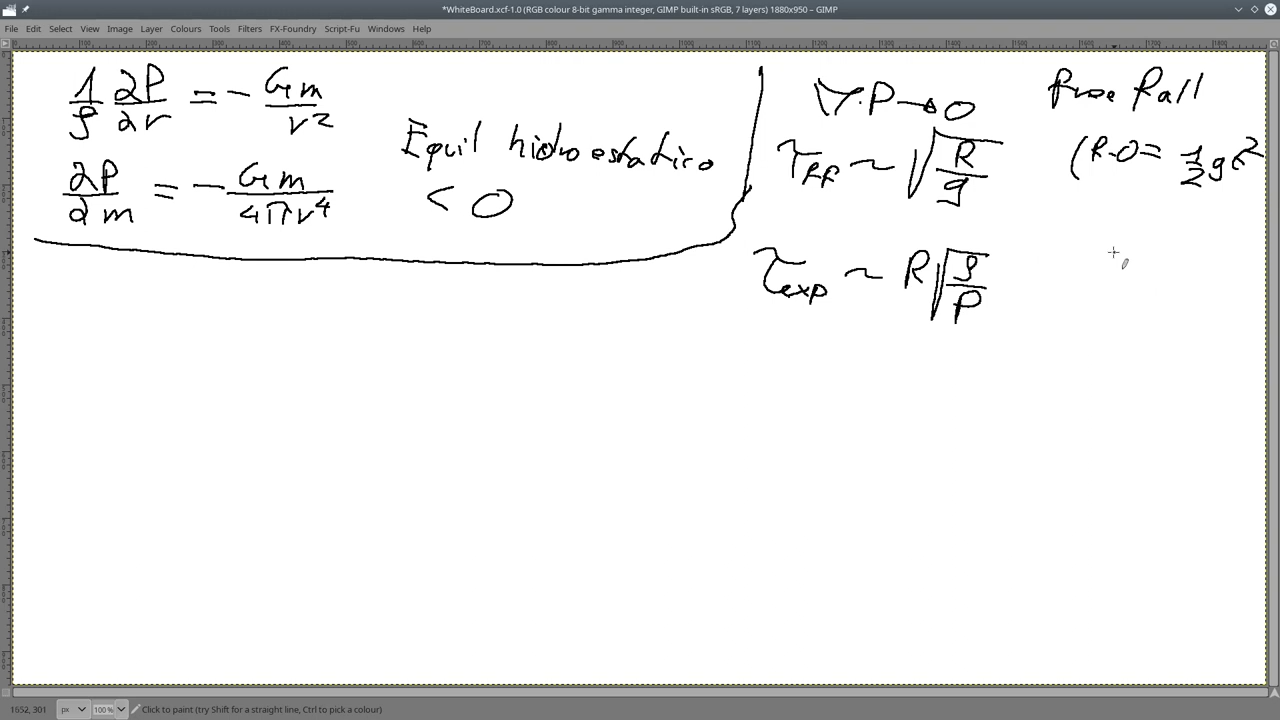 *WhiteBoard.xcf-1.0 (RGB colour 8-bit gamma integer, GIMP built-in sRGB, 7 layers) 1880x950 – GIMP
File Edit Select View Image Layer Colours Tools Filters FX-Foundry Script-Fu Windows Help
1/ρ ∂P/∂r = - Gm/r²
Equil hidroestatico
∂P/∂m = - Gm/4πr⁴ < 0
∇·P → 0 free fall
τff ~ √(R/g) (R-0 = 1/2 g t²
τexp ~ R√(ρ/P)
1652, 301 px 100% Click to paint (try Shift for a straight line, Ctrl to pick a colour)